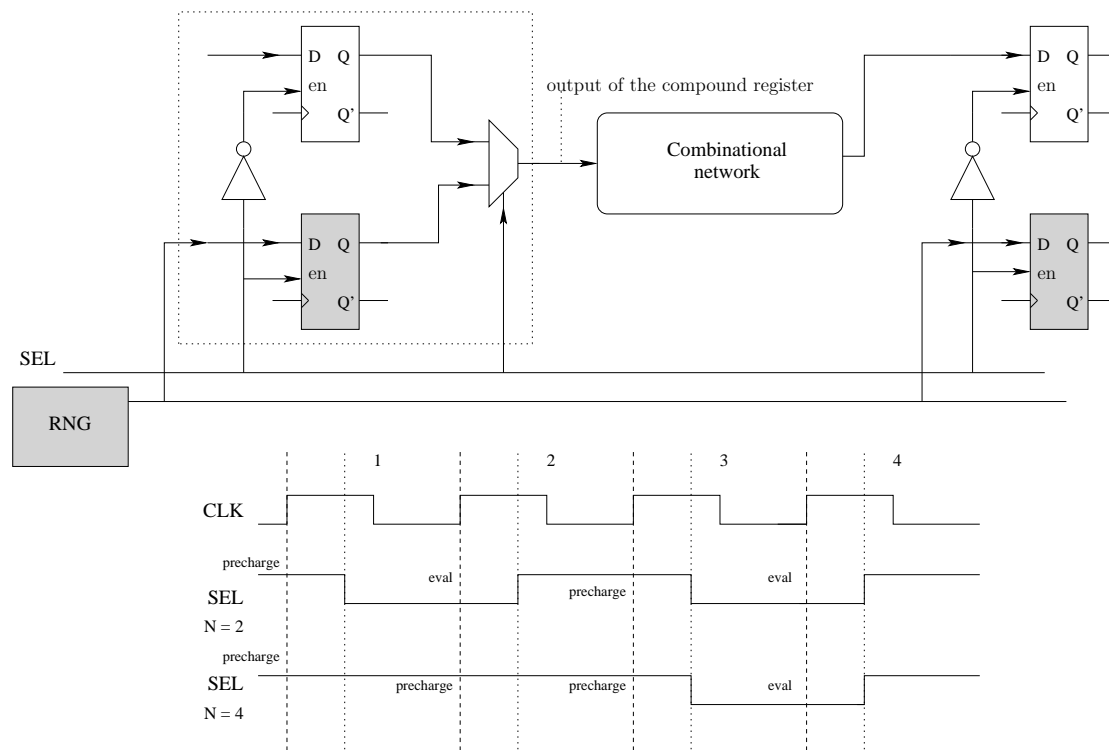 D Q
en
Q'
D Q
en
Q'
output of the compound register
Combinational
network
D Q
en
Q'
D Q
en
Q'
SEL
RNG
1 2 3 4
CLK
precharge
eval
precharge
eval
SEL
N = 2
precharge
precharge
precharge
eval
SEL
N = 4